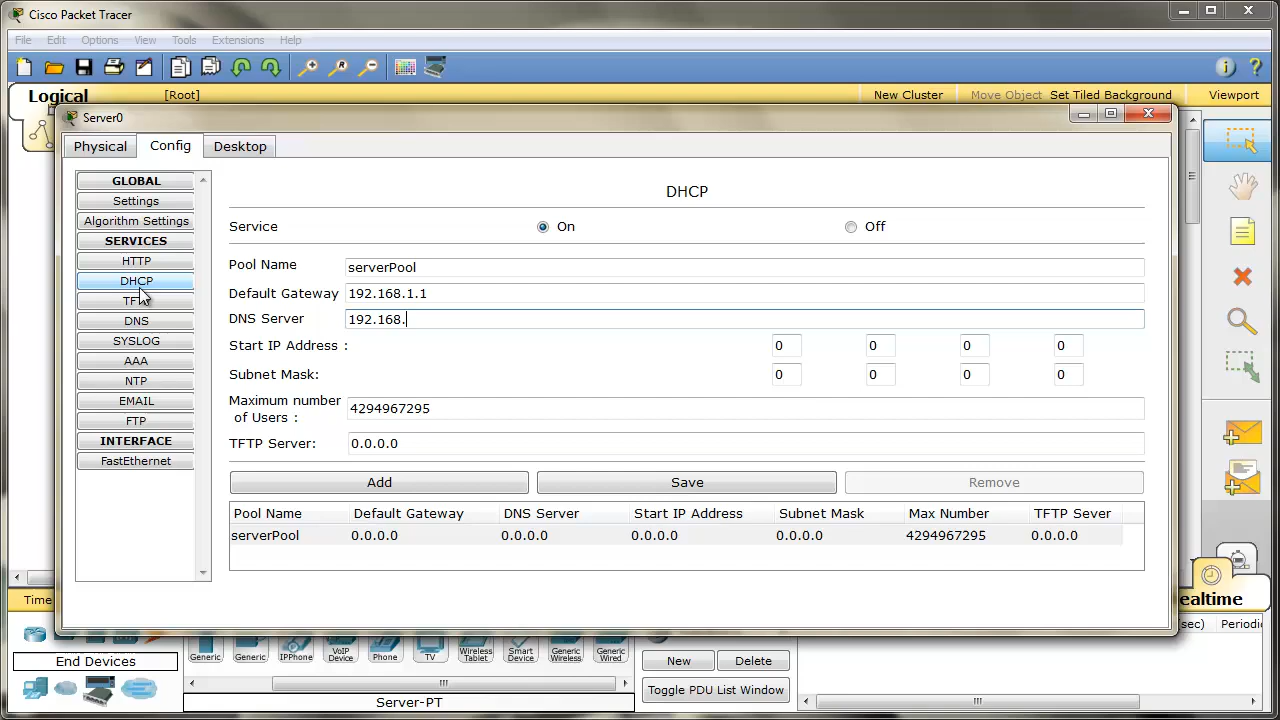 Cisco Packet Tracer
File Edit Options View Tools Extensions Help
Logical [Root] New Cluster Move Object Set Tiled Background Viewport
Server0
Physical Config Desktop
GLOBAL
Settings
Algorithm Settings
SERVICES
HTTP
DHCP
TFTP
DNS
SYSLOG
AAA
NTP
EMAIL
FTP
INTERFACE
FastEthernet
DHCP
Service On Off
Pool Name serverPool
Default Gateway 192.168.1.1
DNS Server 192.168.
Start IP Address : 0 0 0 0
Subnet Mask: 0 0 0 0
Maximum number
of Users : 4294967295
TFTP Server: 0.0.0.0
Add Save Remove
Pool Name Default Gateway DNS Server Start IP Address Subnet Mask Max Number TFTP Sever
serverPool 0.0.0.0 0.0.0.0 0.0.0.0 0.0.0.0 4294967295 0.0.0.0
Time ealtime
End Devices
Generic Generic IPPhone VoIP Device Phone TV Wireless Tablet Smart Device Generic Wireless Generic Wired
Server-PT
New Delete
Toggle PDU List Window
(sec) Periodic